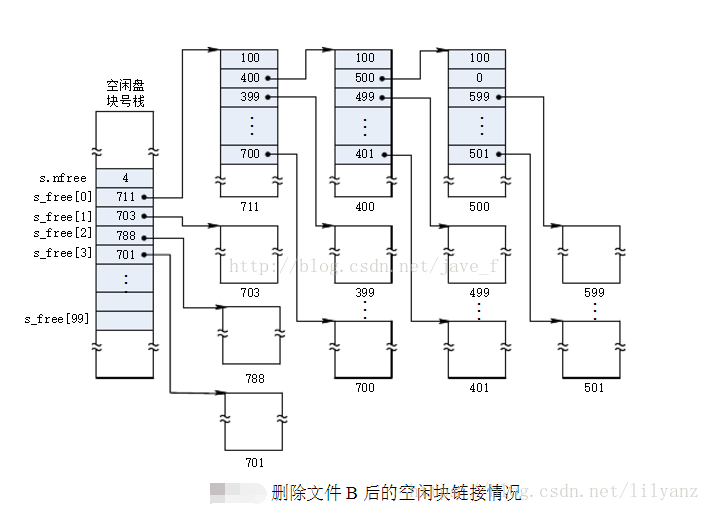 空闲盘
块号栈
s.nfree 4
s_free[0] 711
s_free[1] 703
s_free[2] 788
s_free[3] 701
⋮
s_free[99]
100
400
399
⋮
700
711
100
500
499
⋮
401
400
100
0
599
⋮
501
500
703
399
499
599
⋮ ⋮ ⋮
788
700
401
501
701
http://blog.csdn.net/jave_f
删除文件 B 后的空闲块链接情况
blog.csdn.net/lilyanz